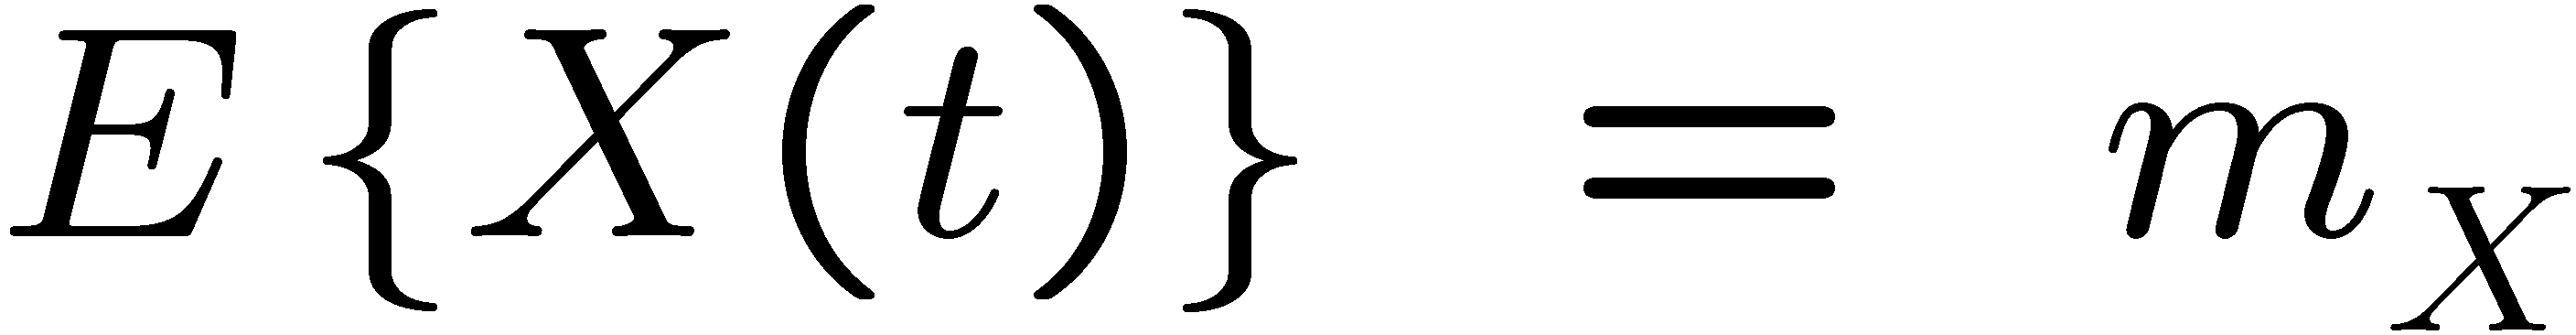 E{X(t)} = m_X